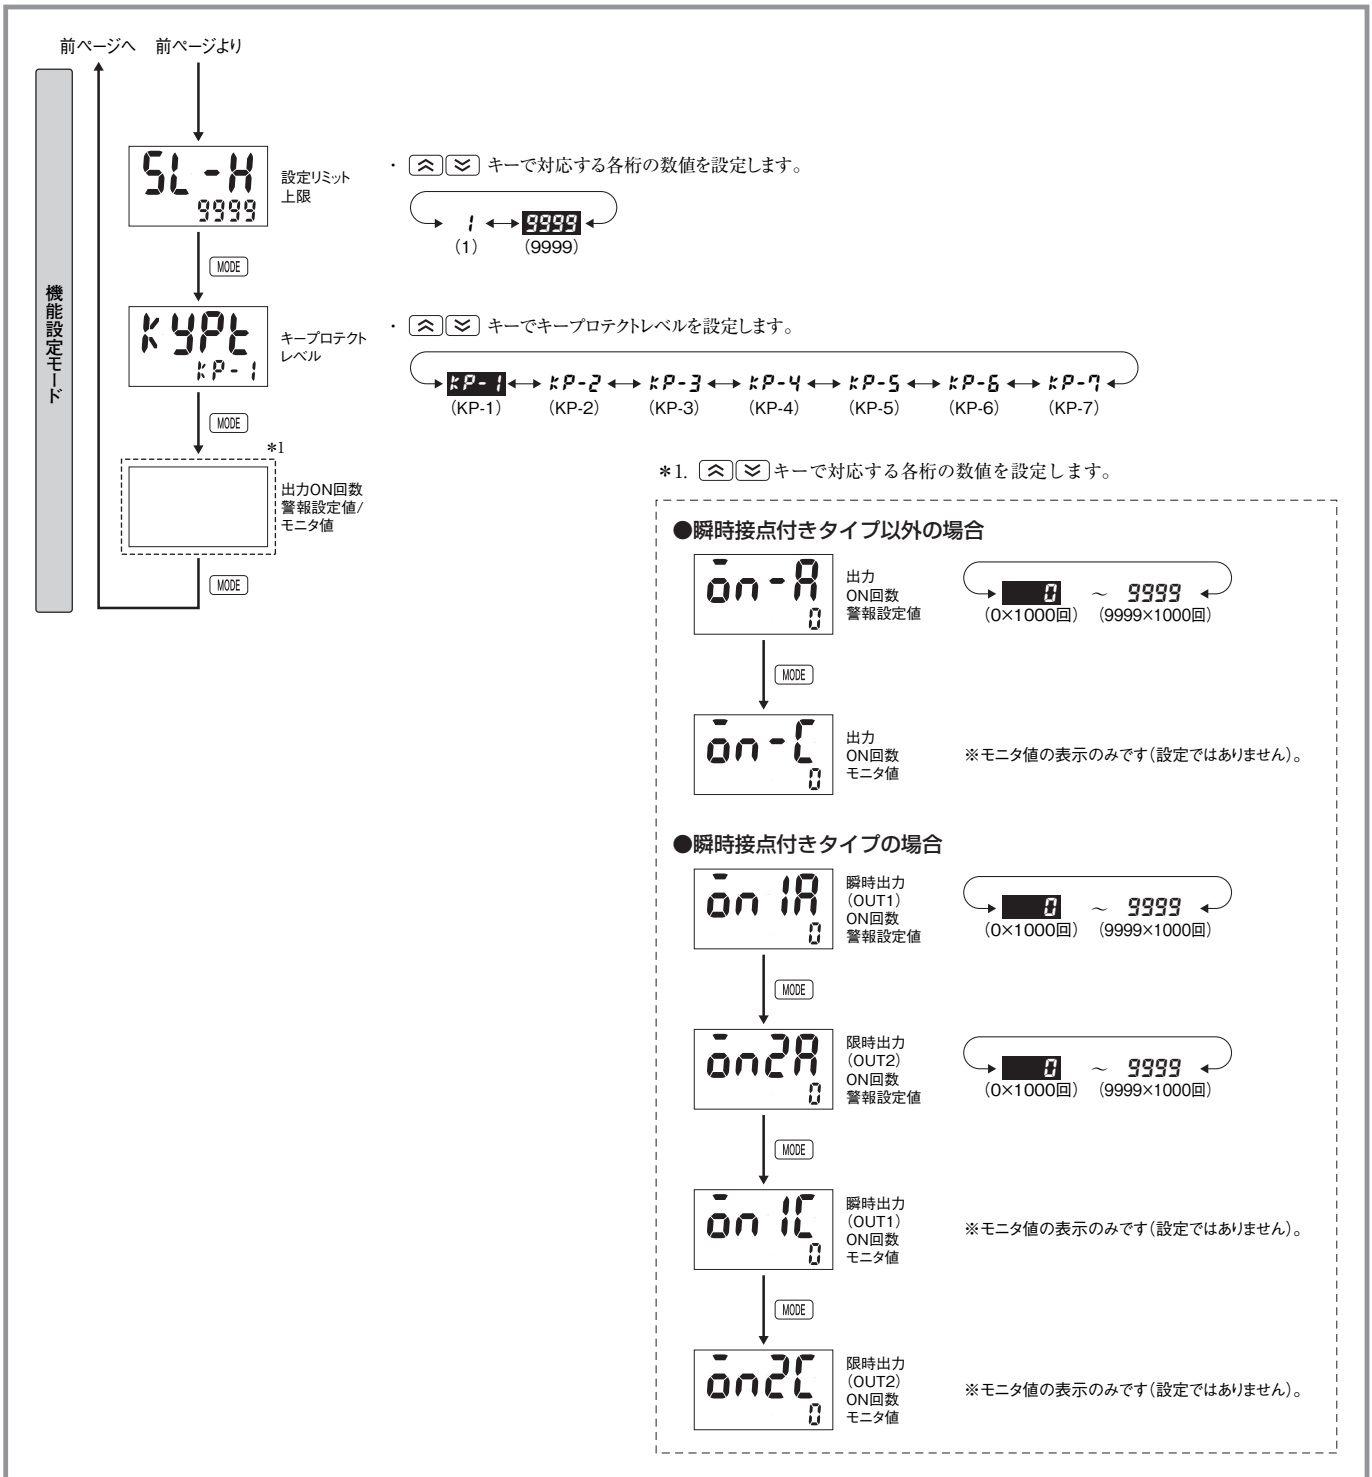 前ページへ 前ページより
機能設定モード
SL-H
9999
設定リミット
上限
・ キーで対応する各桁の数値を設定します。
1 9999
(1) (9999)
MODE
KYPt
KP-1
キープロテクト
レベル
・ キーでキープロテクトレベルを設定します。
KP-1 KP-2 KP-3 KP-4 KP-5 KP-6 KP-7
(KP-1) (KP-2) (KP-3) (KP-4) (KP-5) (KP-6) (KP-7)
MODE
*1
出力ON回数
警報設定値/
モニタ値
MODE
*1. キーで対応する各桁の数値を設定します。
●瞬時接点付きタイプ以外の場合
on-A
0
出力
ON回数
警報設定値
0 ~ 9999
(0×1000回) (9999×1000回)
MODE
on-C
0
出力
ON回数
モニタ値
※モニタ値の表示のみです(設定ではありません)。
●瞬時接点付きタイプの場合
on1A
0
瞬時出力
(OUT1)
ON回数
警報設定値
0 ~ 9999
(0×1000回) (9999×1000回)
MODE
on2A
0
限時出力
(OUT2)
ON回数
警報設定値
0 ~ 9999
(0×1000回) (9999×1000回)
MODE
on1C
0
瞬時出力
(OUT1)
ON回数
モニタ値
※モニタ値の表示のみです(設定ではありません)。
MODE
on2C
0
限時出力
(OUT2)
ON回数
モニタ値
※モニタ値の表示のみです(設定ではありません)。